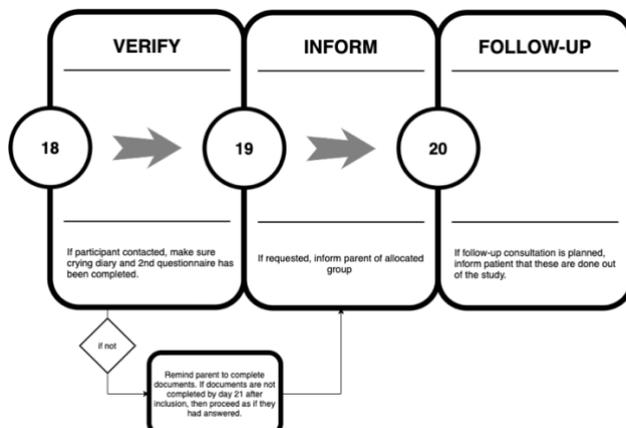 VERIFY
INFORM
FOLLOW-UP
18
19
20
If participant contacted, make sure
crying diary and 2nd questionnaire has
been completed.
If requested, inform parent of allocated
group
If follow-up consultation is planned,
inform patient that these are done out
of the study.
if not
Remind parent to complete
documents. If documents are not
completed by day 21 after
inclusion, then proceed as if they
had answered.